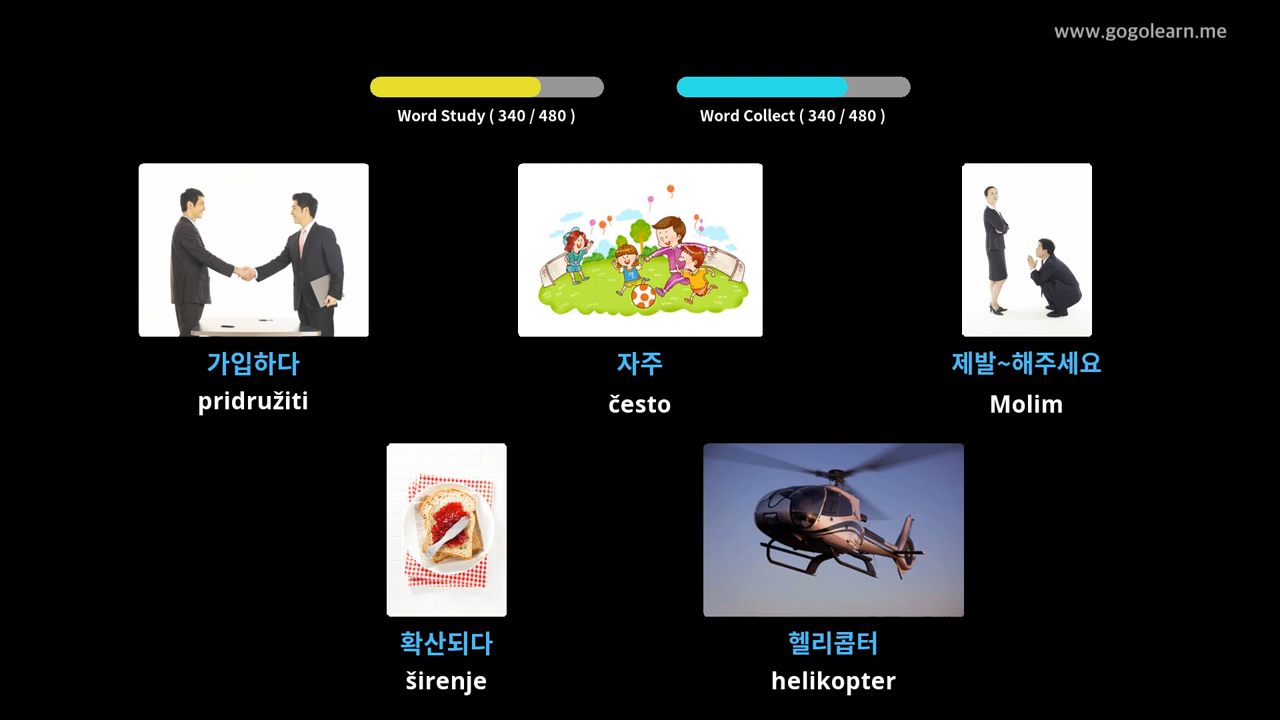 www.gogolearn.me
Word Study ( 340 / 480 )
Word Collect ( 340 / 480 )
가입하다
pridružiti
자주
često
제발~해주세요
Molim
확산되다
širenje
헬리콥터
helikopter